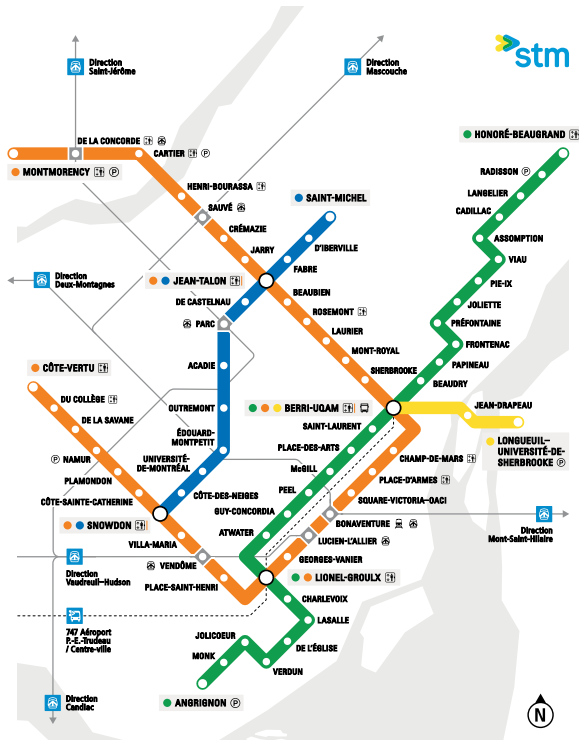 stm
Direction
Saint-Jérôme
Direction
Mascouche
DE LA CONCORDE
CARTIER P
MONTMORENCY P
HONORÉ-BEAUGRAND
RADISSON P
HENRI-BOURASSA
LANGELIER
SAINT-MICHEL
SAUVÉ
CADILLAC
CRÉMAZIE
ASSOMPTION
D'IBERVILLE
JARRY
VIAU
FABRE
Direction
Deux-Montagnes
JEAN-TALON
PIE-IX
BEAUBIEN
DE CASTELNAU
JOLIETTE
ROSEMONT
PARC
PRÉFONTAINE
LAURIER
FRONTENAC
MONT-ROYAL
ACADIE
PAPINEAU
CÔTE-VERTU
SHERBROOKE
BEAUDRY
DU COLLÈGE
OUTREMONT
BERRI-UQAM
JEAN-DRAPEAU
DE LA SAVANE
SAINT-LAURENT
ÉDOUARD-
MONTPETIT
LONGUEUIL–
UNIVERSITÉ-DE-
SHERBROOKE P
PLACE-DES-ARTS
P NAMUR
UNIVERSITÉ-
DE-MONTRÉAL
CHAMP-DE-MARS
McGILL
PLAMONDON
PLACE-D'ARMES
PEEL
CÔTE-DES-NEIGES
CÔTE-SAINTE-CATHERINE
SQUARE-VICTORIA–OACI
GUY-CONCORDIA
SNOWDON
BONAVENTURE
Direction
Mont-Saint-Hilaire
ATWATER
LUCIEN-L'ALLIER
VILLA-MARIA
GEORGES-VANIER
VENDÔME
Direction
Vaudreuil–Hudson
PLACE-SAINT-HENRI
LIONEL-GROULX
CHARLEVOIX
LASALLE
747 Aéroport
P.-E.-Trudeau
/ Centre-ville
JOLICOEUR
DE L'ÉGLISE
MONK
VERDUN
Direction
Candiac
ANGRIGNON P
N